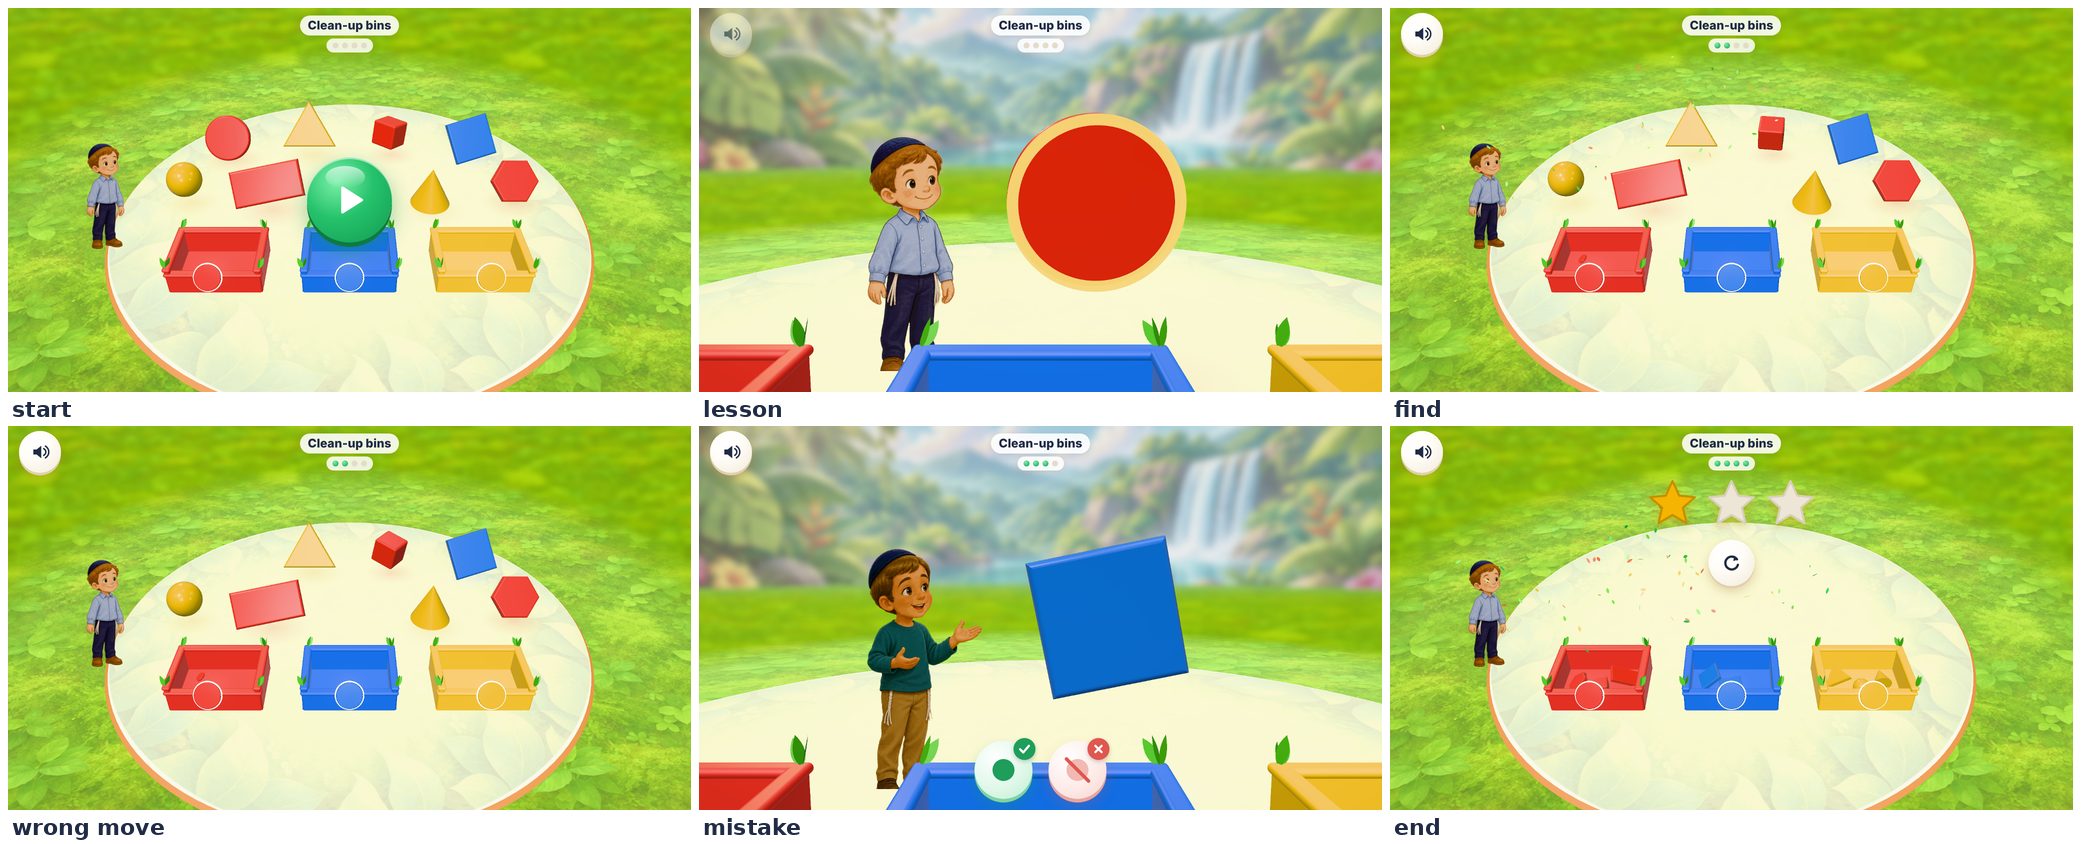 Clean-up bins
Clean-up bins
Clean-up bins
start
lesson
find
Clean-up bins
Clean-up bins
Clean-up bins
wrong move
mistake
end